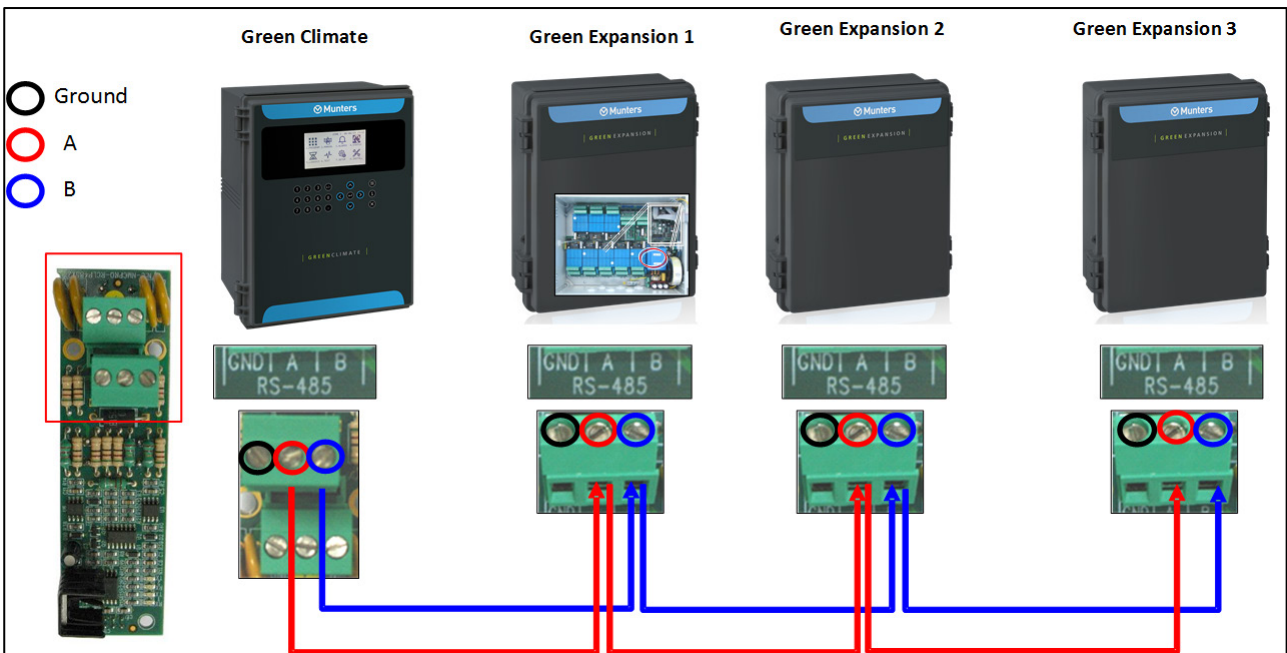 Green Climate
Green Expansion 1
Green Expansion 2
Green Expansion 3
Ground
A
B
Munters
Munters
Munters
Munters
| GREEN EXPANSION |
| GREEN EXPANSION |
| GREEN EXPANSION |
| GREENCLIMATE |
GND A B
RS-485
GND A B
RS-485
GND A B
RS-485
GND A B
RS-485